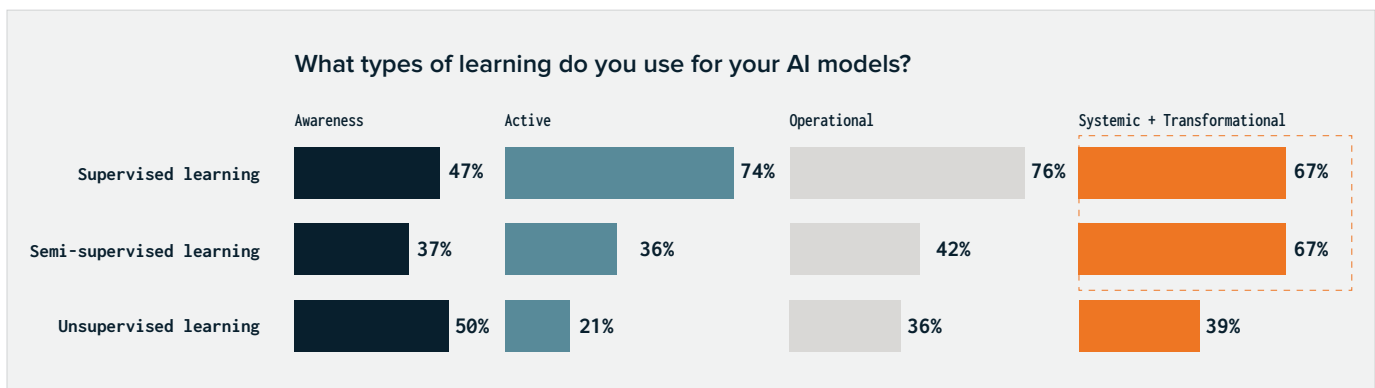 What types of learning do you use for your AI models?
Awareness Active Operational Systemic + Transformational
Supervised learning 47% 74% 76% 67%
Semi-supervised learning 37% 36% 42% 67%
Unsupervised learning 50% 21% 36% 39%